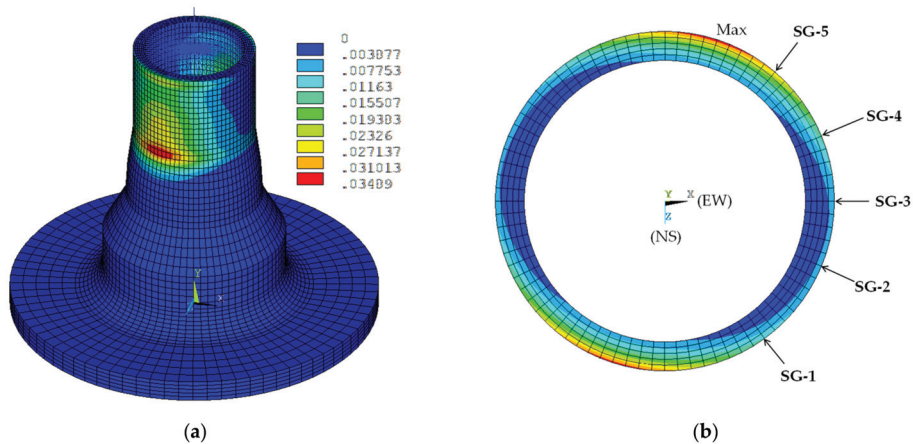 0
.003877
.007753
.01163
.015507
.019383
.02326
.027137
.031013
.03489
Y
X
Z
(a)
Max
SG-5
SG-4
SG-3
SG-2
SG-1
Y
X
(EW)
Z
(NS)
(b)